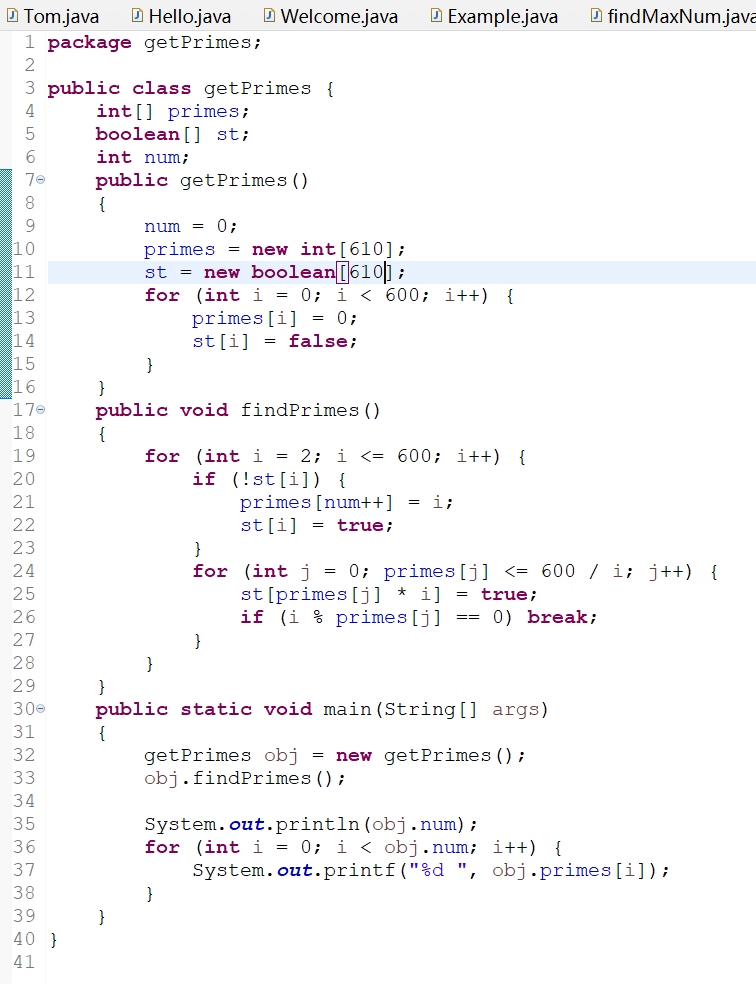 Tom.java Hello.java Welcome.java Example.java findMaxNum.java
1 package getPrimes;
2
3 public class getPrimes {
4 int[] primes;
5 boolean[] st;
6 int num;
7 public getPrimes()
8 {
9 num = 0;
10 primes = new int[610];
11 st = new boolean[610];
12 for (int i = 0; i < 600; i++) {
13 primes[i] = 0;
14 st[i] = false;
15 }
16 }
17 public void findPrimes()
18 {
19 for (int i = 2; i <= 600; i++) {
20 if (!st[i]) {
21 primes[num++] = i;
22 st[i] = true;
23 }
24 for (int j = 0; primes[j] <= 600 / i; j++) {
25 st[primes[j] * i] = true;
26 if (i % primes[j] == 0) break;
27 }
28 }
29 }
30 public static void main(String[] args)
31 {
32 getPrimes obj = new getPrimes();
33 obj.findPrimes();
34
35 System.out.println(obj.num);
36 for (int i = 0; i < obj.num; i++) {
37 System.out.printf("%d ", obj.primes[i]);
38 }
39 }
40 }
41